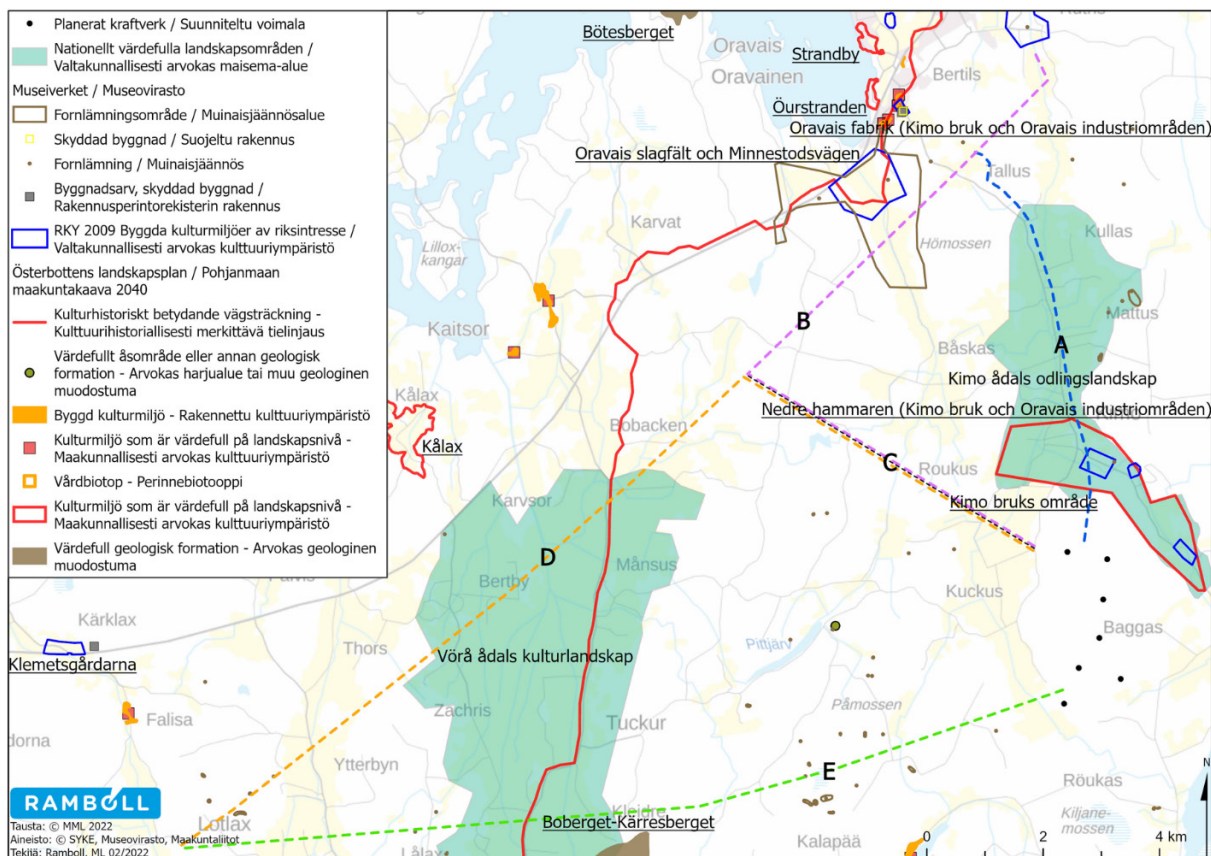 Planerat kraftverk / Suunniteltu voimala
Nationellt värdefulla landskapsområden /
Valtakunnallisesti arvokas maisema-alue
Museiverket / Museovirasto
Fornlämningsområde / Muinaisjäännösalue
Skyddad byggnad / Suojeltu rakennus
Fornlämning / Muinaisjäännös
Byggnadsarv, skyddad byggnad /
Rakennusperintorekisterin rakennus
RKY 2009 Byggda kulturmiljöer av riksintresse /
Valtakunnallisesti arvokas kulttuuriympäristö
Österbottens landskapsplan / Pohjanmaan
maakuntakaava 2040
Kulturhistoriskt betydande vägsträckning -
Kulttuurihistoriallisesti merkittävä tielinjaus
Värdefullt åsområde eller annan geologisk
formation - Arvokas harjualue tai muu geologinen
muodostuma
Byggd kulturmiljö - Rakennettu kulttuuriympäristö
Kulturmiljö som är värdefull på landskapsnivå -
Maakunnallisesti arvokas kulttuuriympäristö
Vårdbiotop - Perinnebiotooppi
Kulturmiljö som är värdefull på landskapsnivå -
Maakunnallisesti arvokas kulttuuriympäristö
Värdefull geologisk formation - Arvokas geologinen
muodostuma
Bötesberget
Oravais
Oravainen
Strandby
Bertils
Öurstranden
Oravais fabrik (Kimo bruk och Oravais industriområden)
Oravais slagfält och Minnestodsvägen
Tallus
Karvat
Lillox-
kangar
Hömossen
Kullas
Kaitsor
Mattus
B
A
Båskas
Kimo ådals odlingslandskap
Kålax
Nedre hammaren (Kimo bruk och Oravais industriområden)
Bobacken
Kålax
C
Roukus
Karvsor
Kimo bruks område
D
Bertby
Månsus
Kuckus
Kärklax
Baggas
Pittjärv
Thors
Klemetsgårdarna
Vörå ådals kulturlandskap
Påmossen
Zachris
Tuckur
Falisa
dorna
Ytterbyn
E
Röukas
RAMBOLL
Lotlax
Kleidre
Boberget-Kärresberget
Kiljane-
mossen
Kalapää
Lålax
N
0 2 4 km
Tausta: © MML 2022
Aineisto: © SYKE, Museovirasto, Maakuntaliitot
Tekijä: Ramboll, ML 02/2022